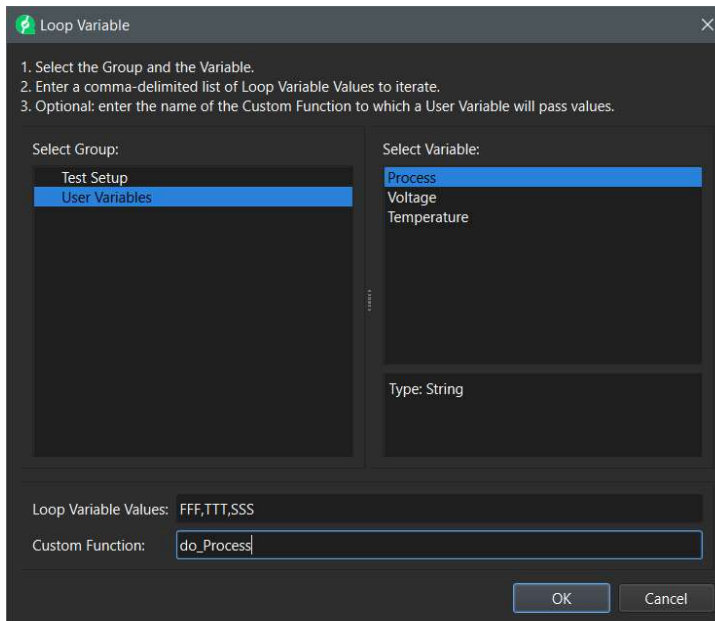 Loop Variable
1. Select the Group and the Variable.
2. Enter a comma-delimited list of Loop Variable Values to iterate.
3. Optional: enter the name of the Custom Function to which a User Variable will pass values.
Select Group:
Test Setup
User Variables
Select Variable:
Process
Voltage
Temperature
Type: String
Loop Variable Values: FFF,TTT,SSS
Custom Function: do_Process
OK Cancel